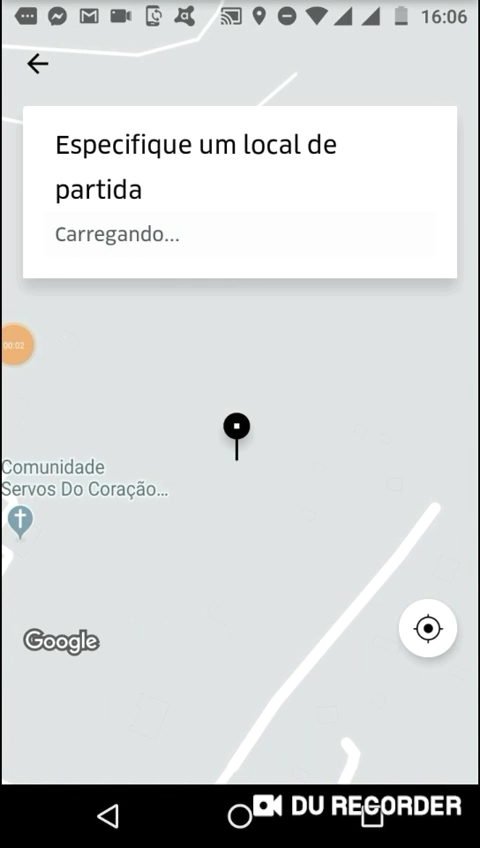 16:06
Especifique um local de
partida
Carregando...
00:02
Comunidade
Servos Do Coração...
Google
DU RECORDER